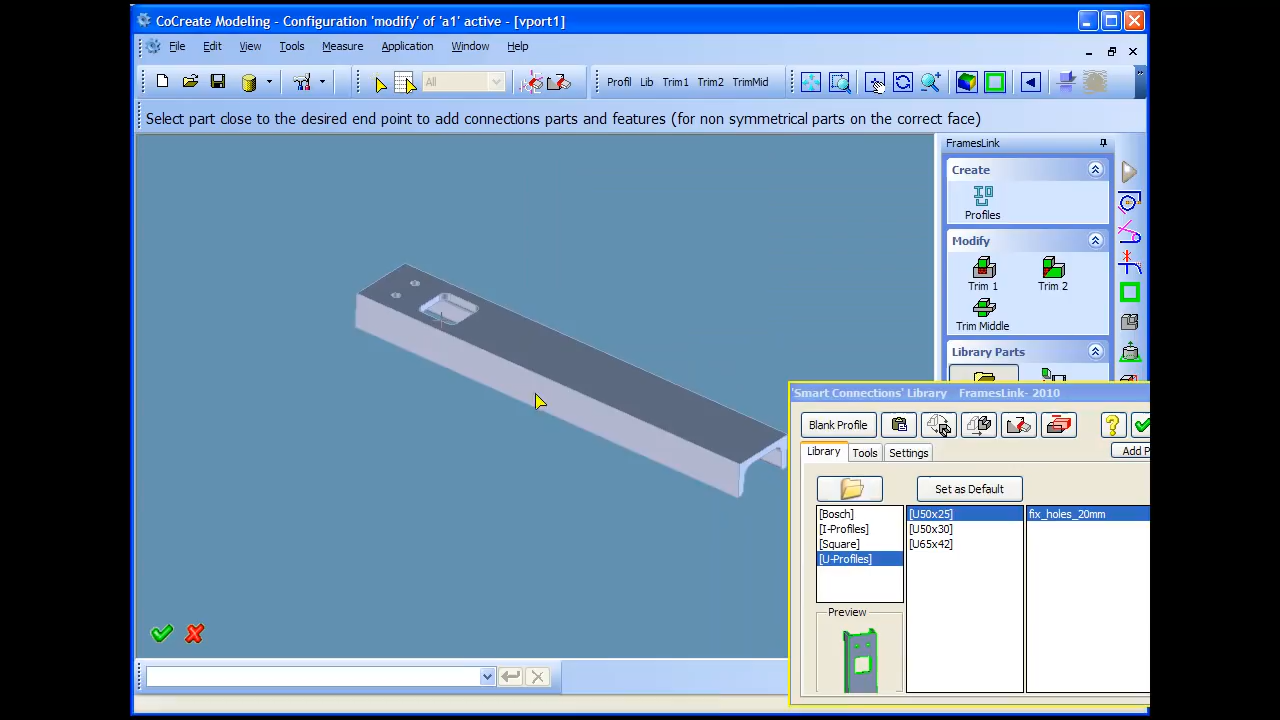 CoCreate Modeling - Configuration 'modify' of 'a1' active - [vport1]
File Edit View Tools Measure Application Window Help
All Profil Lib Trim1 Trim2 TrimMid
Select part close to the desired end point to add connections parts and features (for non symmetrical parts on the correct face)
FramesLink
Create
Profiles
Modify
Trim 1 Trim 2
Trim Middle
Library Parts
'Smart Connections' Library FramesLink- 2010
Blank Profile
Library Tools Settings Add P
Set as Default
[Bosch] [U50x25] fix_holes_20mm
[I-Profiles] [U50x30]
[Square] [U65x42]
[U-Profiles]
Preview